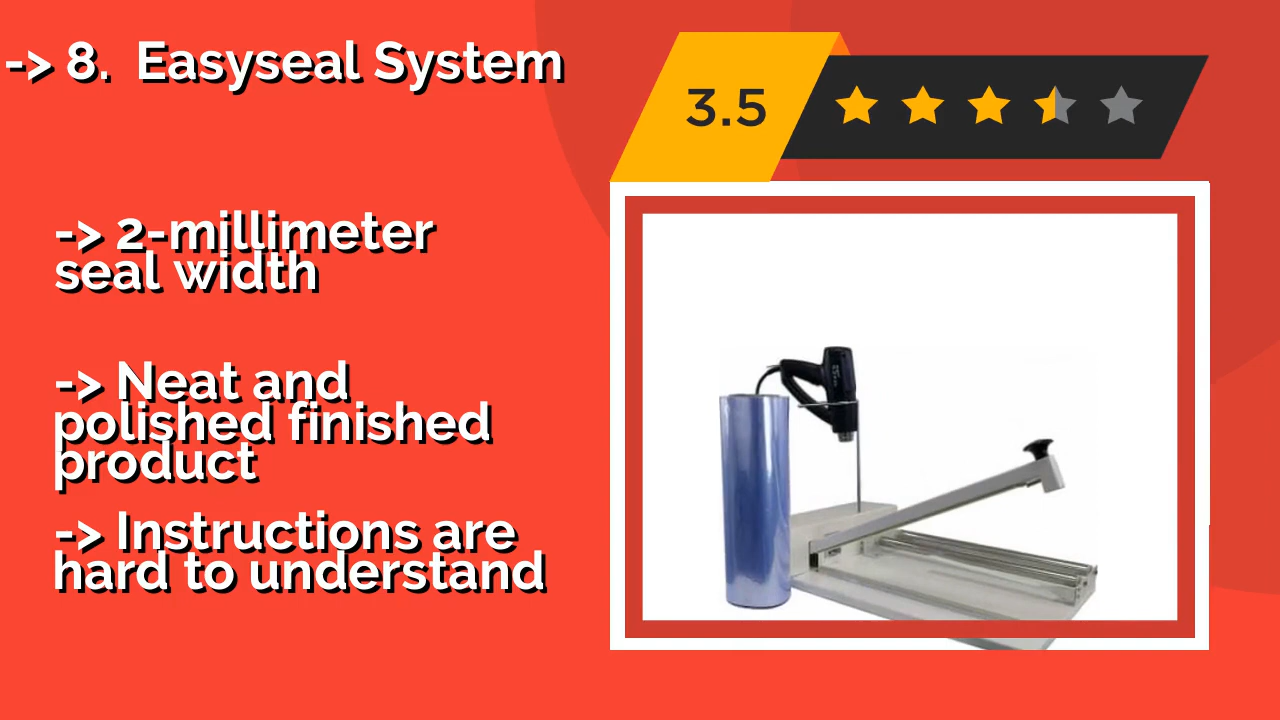 -> 8.  Easyseal System
3.5
-> 2-millimeter
seal width
-> Neat and
polished finished
product
-> Instructions are
hard to understand